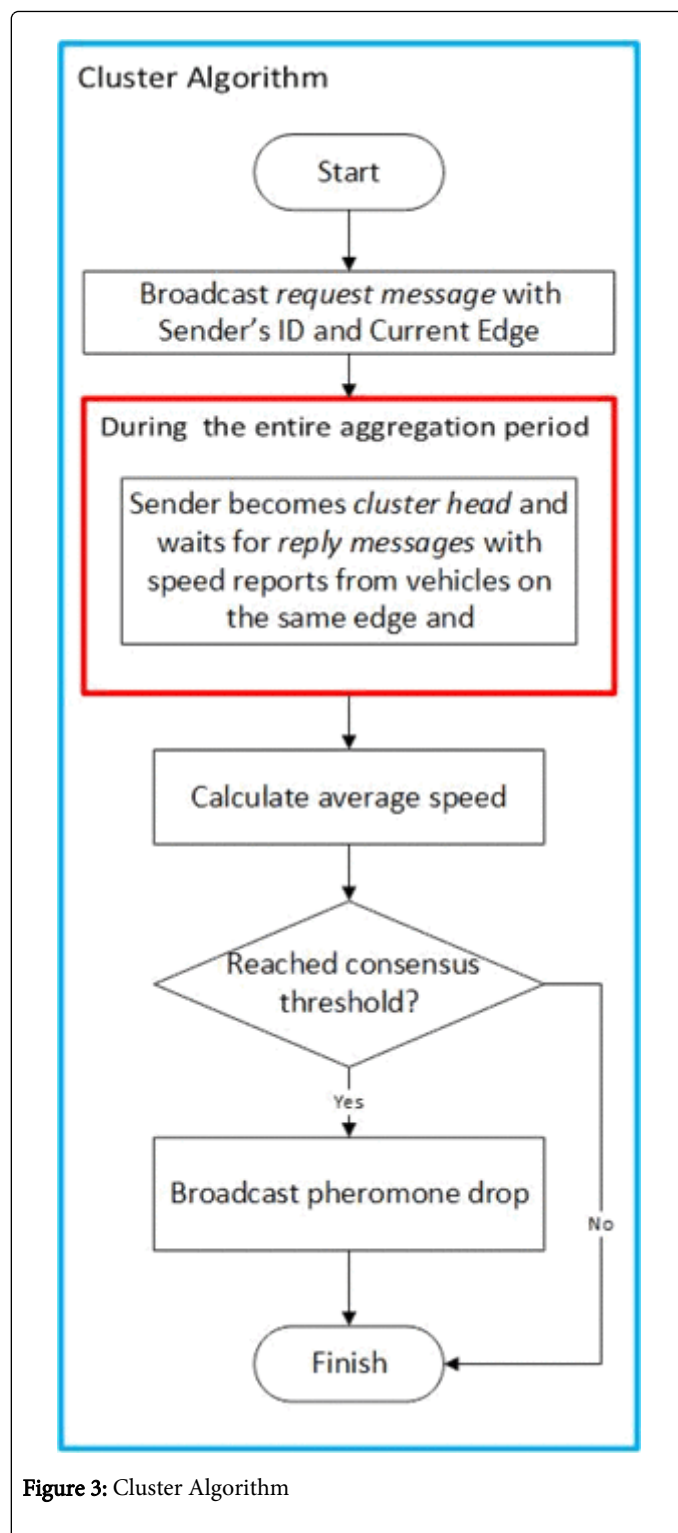 Cluster Algorithm
Start
Broadcast request message with
Sender's ID and Current Edge
During the entire aggregation period
Sender becomes cluster head and
waits for reply messages with
speed reports from vehicles on
the same edge and
Calculate average speed
Reached consensus
threshold?
Yes
Broadcast pheromone drop
No
Finish
Figure 3: Cluster Algorithm